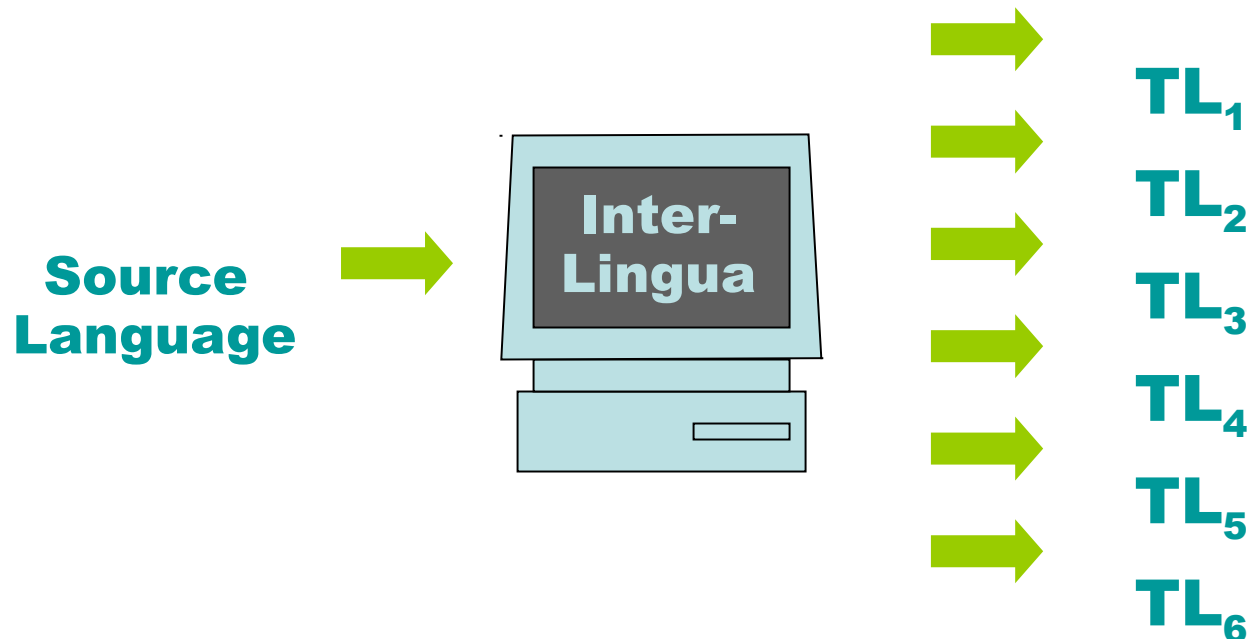 Source
Language
Inter-
Lingua
TL₁
TL₂
TL₃
TL₄
TL₅
TL₆